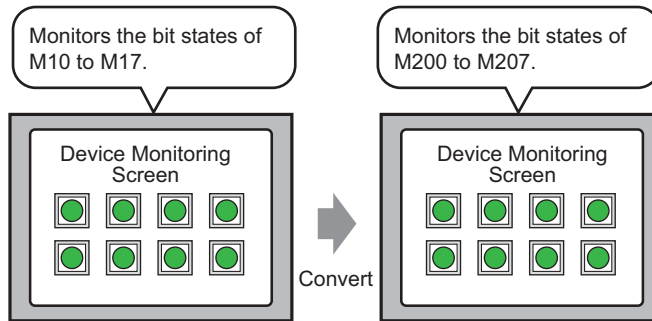 Monitors the bit states of
M10 to M17.
Monitors the bit states of
M200 to M207.
Device Monitoring
Screen
Device Monitoring
Screen
Convert